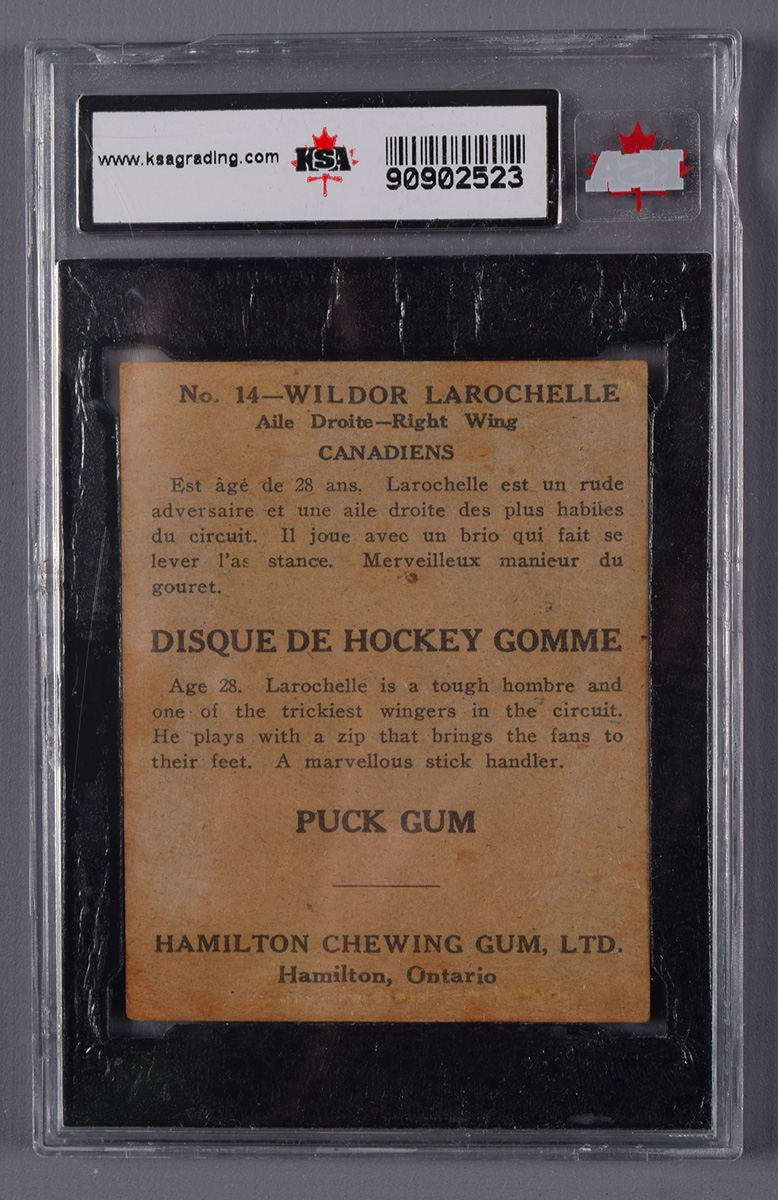 www.ksagrading.com KSA 90902523
No. 14—WILDOR LAROCHELLE
Aile Droite—Right Wing
CANADIENS
Est âgé de 28 ans. Larochelle est un rude
adversaire et une aile droite des plus habiles
du circuit. Il joue avec un brio qui fait se
lever l'as stance. Merveilleux manieur du
gouret.
DISQUE DE HOCKEY GOMME
Age 28. Larochelle is a tough hombre and
one of the trickiest wingers in the circuit.
He plays with a zip that brings the fans to
their feet. A marvellous stick handler.
PUCK GUM
HAMILTON CHEWING GUM, LTD.
Hamilton, Ontario